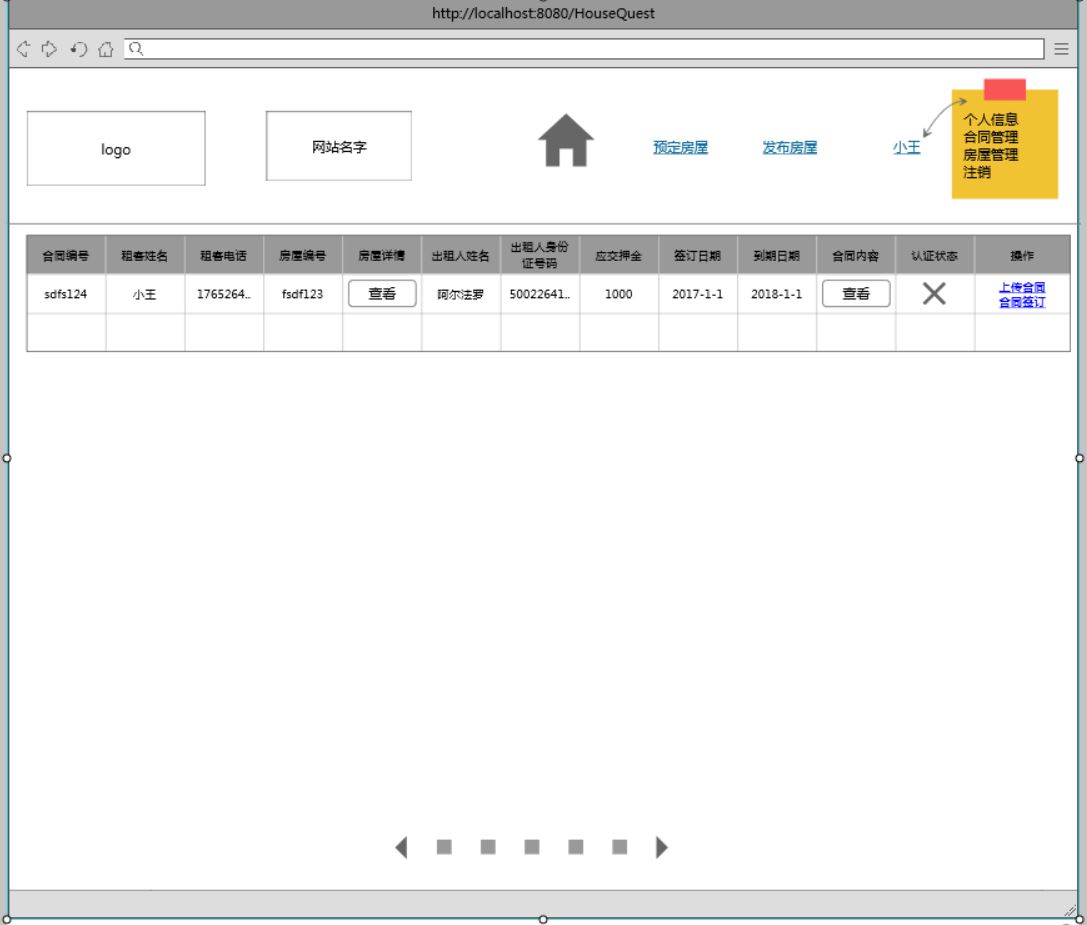 http://localhost:8080/HouseQuest
logo
网站名字
预定房屋
发布房屋
小王
个人信息
合同管理
房屋管理
注销
合同编号
租客姓名
租客电话
房屋编号
房屋详情
出租人姓名
出租人身份
证号码
应交押金
签订日期
到期日期
合同内容
认证状态
操作
sdfs124
小王
1765264..
fsdf123
查看
阿尔法罗
50022641..
1000
2017-1-1
2018-1-1
查看
上传合同
合同签订